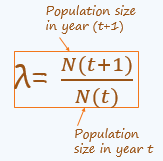 Population size
in year (t+1)
λ= N(t+1)
N(t)
Population
size in year t